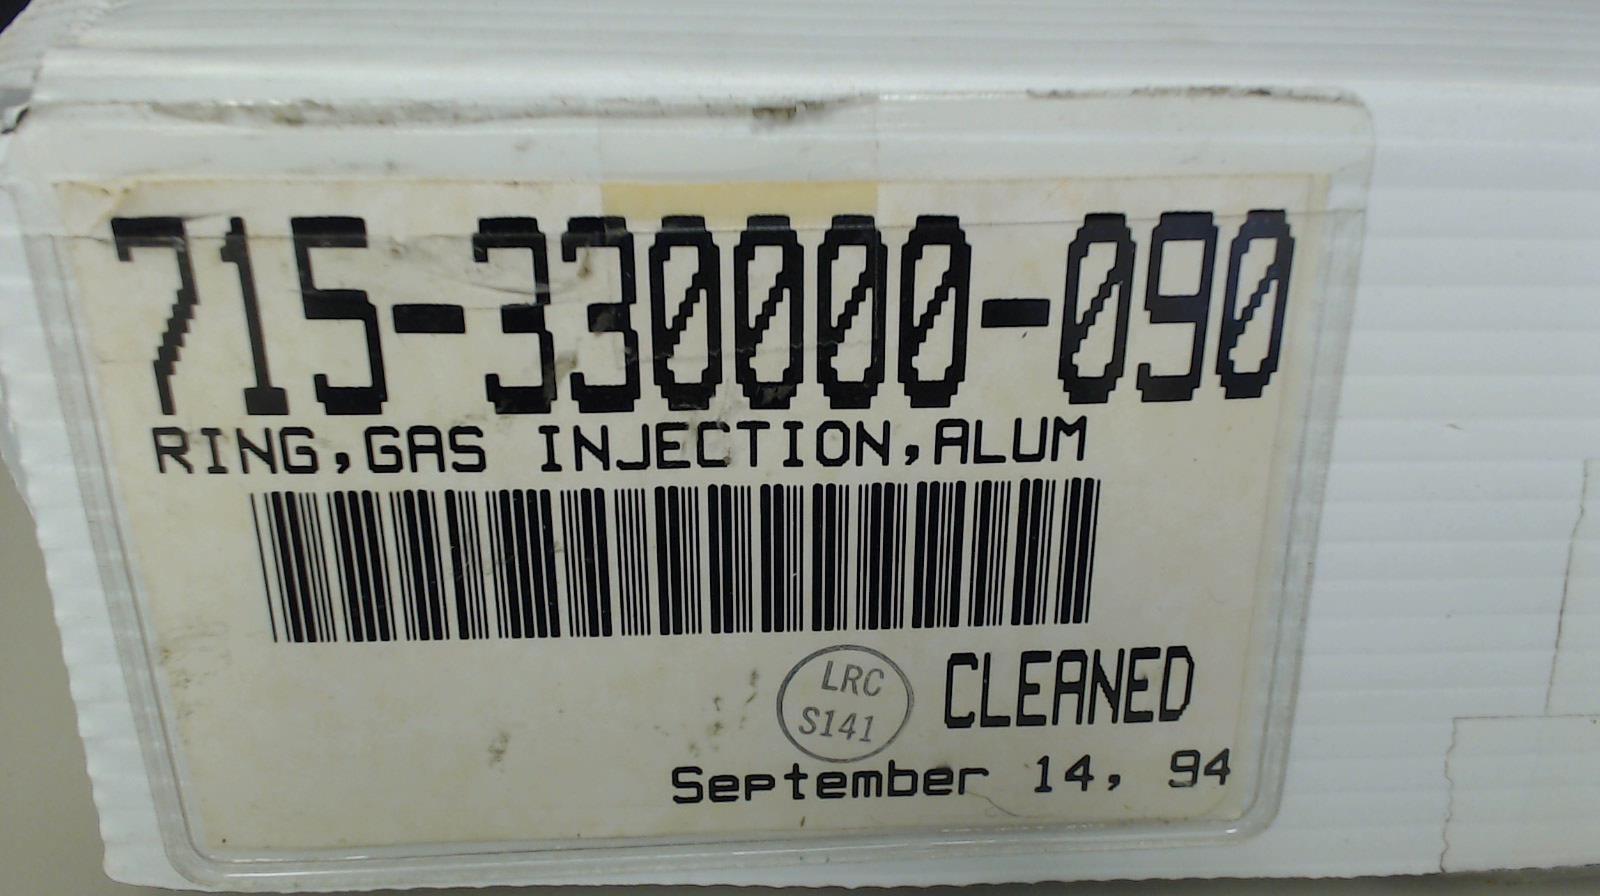 715-330000-090
RING,GAS INJECTION,ALUM
LRC
S141
CLEANED
September 14, 94